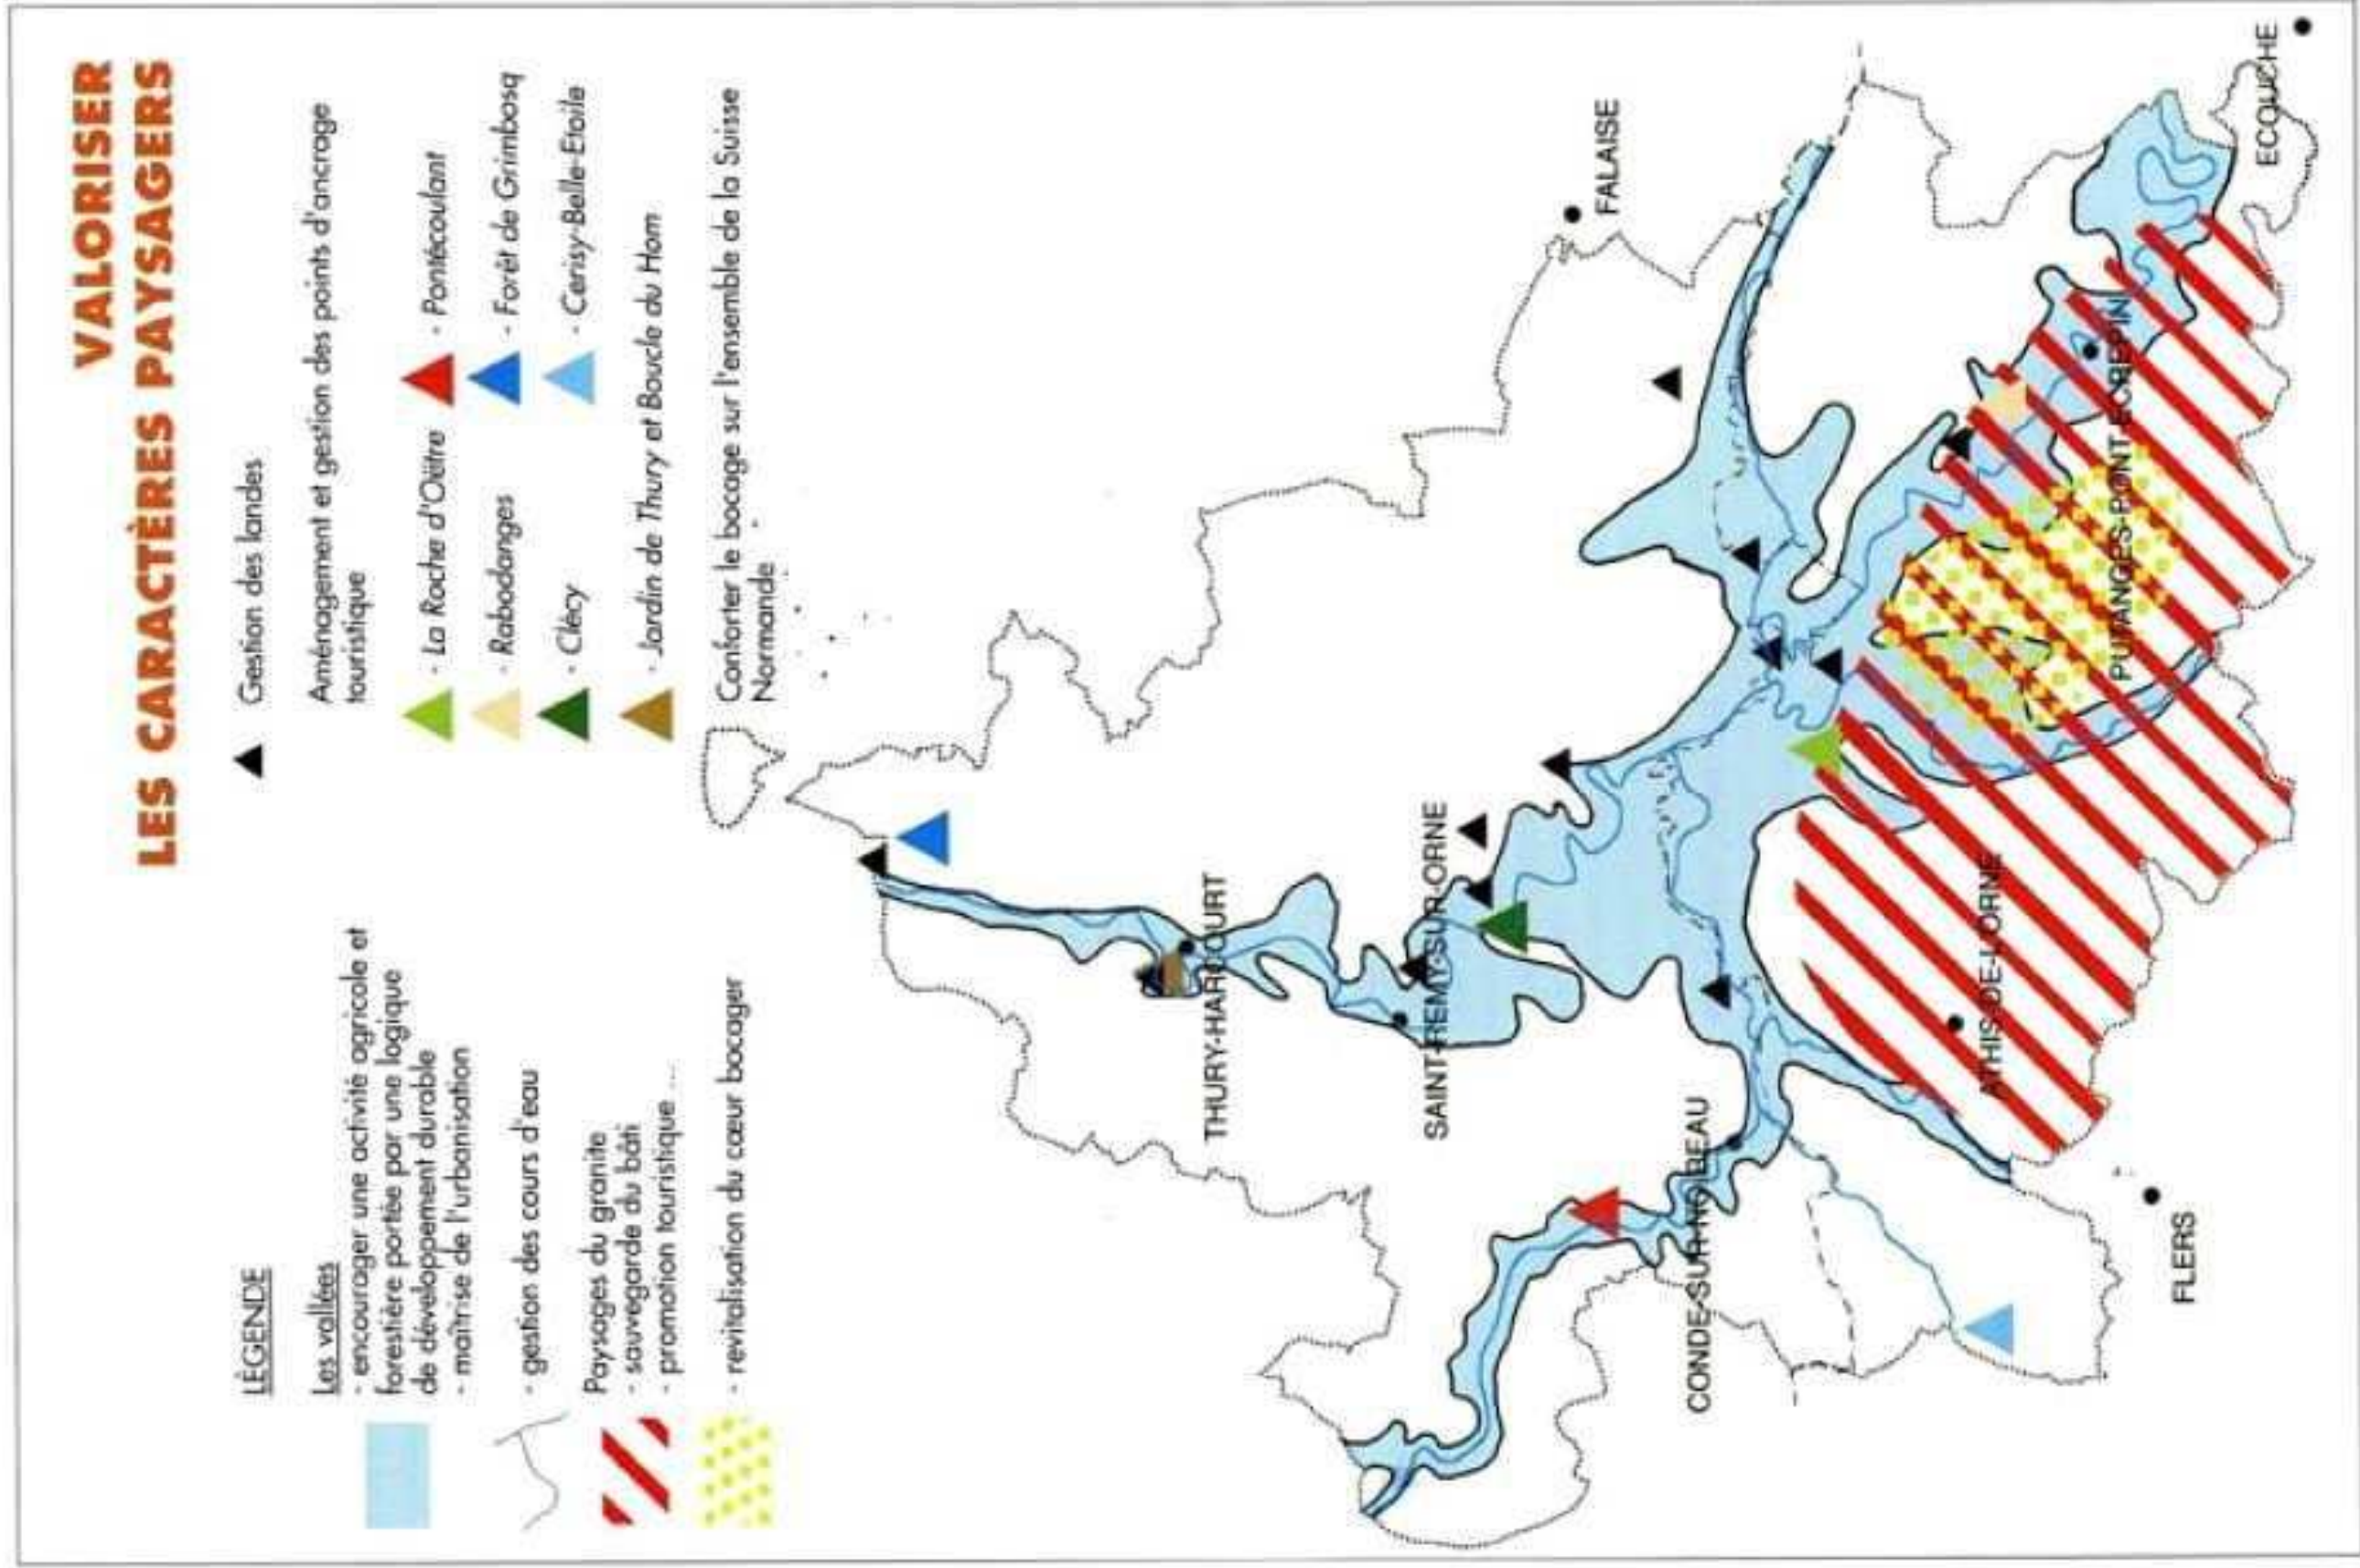 VALORISER
LES CARACTÈRES PAYSAGERS
LÉGENDE
Les vallées
- encourager une activité agricole et
forestière portée par une logique
de développement durable
- maîtrise de l'urbanisation
- gestion des cours d'eau
Paysages du granite
- sauvegarde du bâti
- promotion touristique ...
- revitalisation du cœur bocager
Gestion des landes
Aménagement et gestion des points d'ancrage
touristique
- La Roche d'Oëtre
- Pontécoulant
- Rabodanges
- Forêt de Grimbosq
- Clécy
- Cerisy-Belle-Etoile
- Jardin de Thury et Boucle du Hom
Conforter le bocage sur l'ensemble de la Suisse
Normande
THURY-HARCOURT
SAINT-REMY-SUR-ORNE
FALAISE
CONDE-SUR-NOIREAU
ATHIS-DE-L'ORNE
PUTANGES-PONT-ECREPIN
FLERS
ECOUCHE